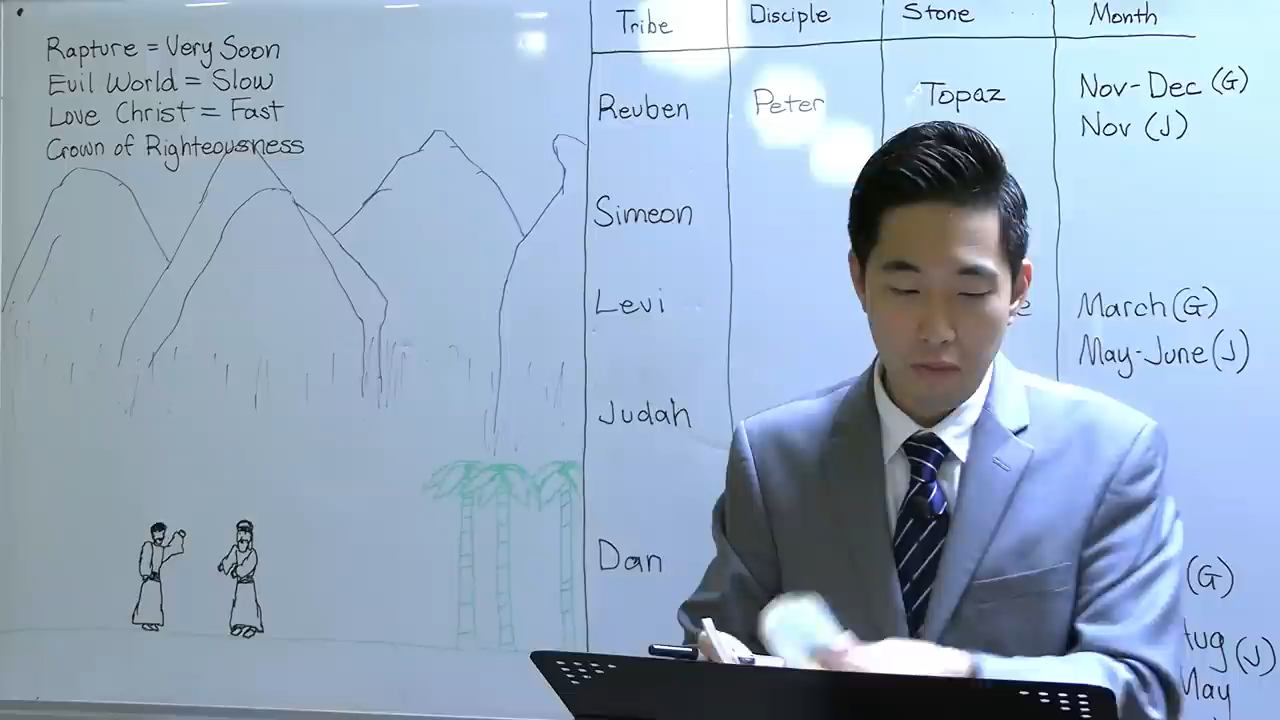 Rapture = Very Soon
Evil World = Slow
Love Christ = Fast
Crown of Righteousness
Tribe Disciple Stone Month
Reuben Peter Topaz Nov-Dec (G)
Nov (J)
Simeon
Levi March (G)
May-June (J)
Judah
Dan (G)
(J)
May